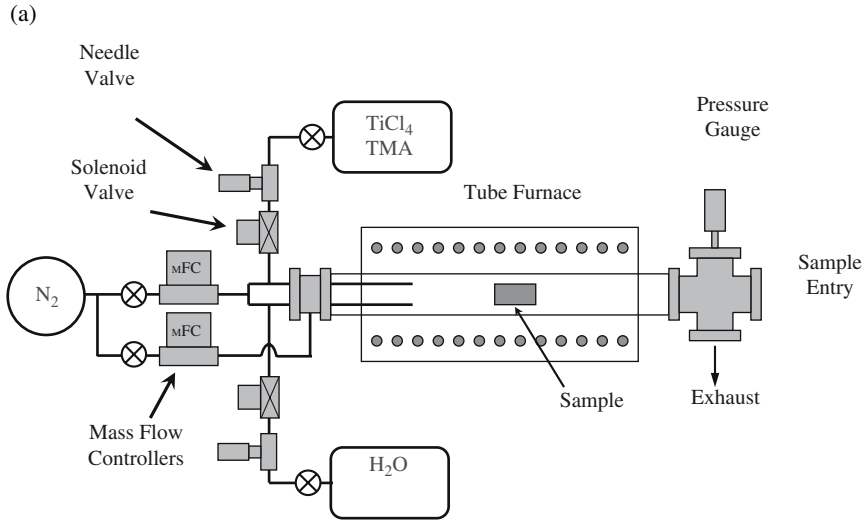 (a)
Needle
Valve
TiCl₄
TMA
Pressure
Gauge
Solenoid
Valve
Tube Furnace
MFC
N₂
Sample
Entry
MFC
Sample
Exhaust
Mass Flow
Controllers
H₂O